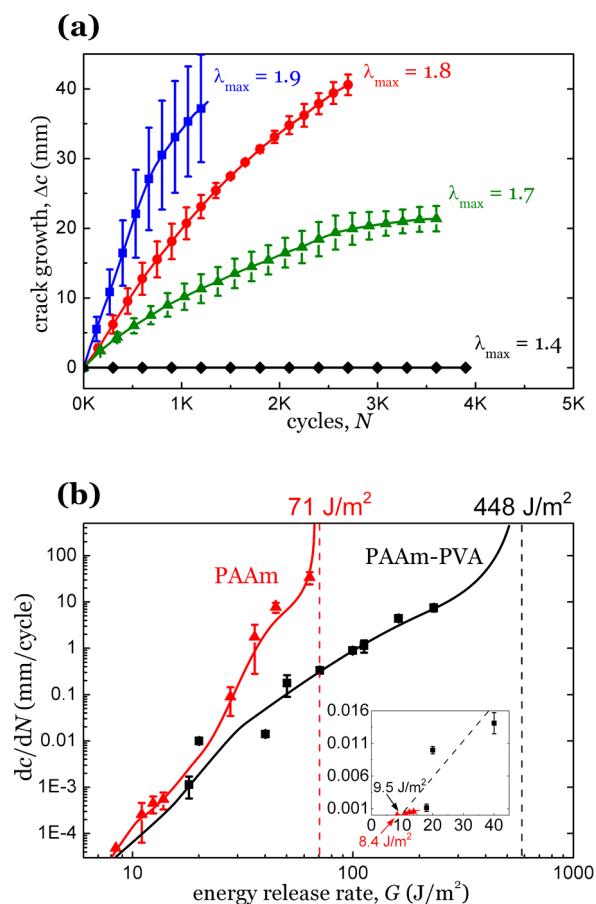 (a)
40
30
20
10
0
crack growth, Δc (mm)
λmax = 1.9
λmax = 1.8
λmax = 1.7
λmax = 1.4
0K 1K 2K 3K 4K 5K
cycles, N
(b)
71 J/m²
448 J/m²
PAAm
PAAm-PVA
100
10
1
0.1
0.01
1E-3
1E-4
dc/dN (mm/cycle)
0.016
0.011
0.006
0.001
9.5 J/m²
8.4 J/m²
0 10 20 30 40
10 100 1000
energy release rate, G (J/m²)